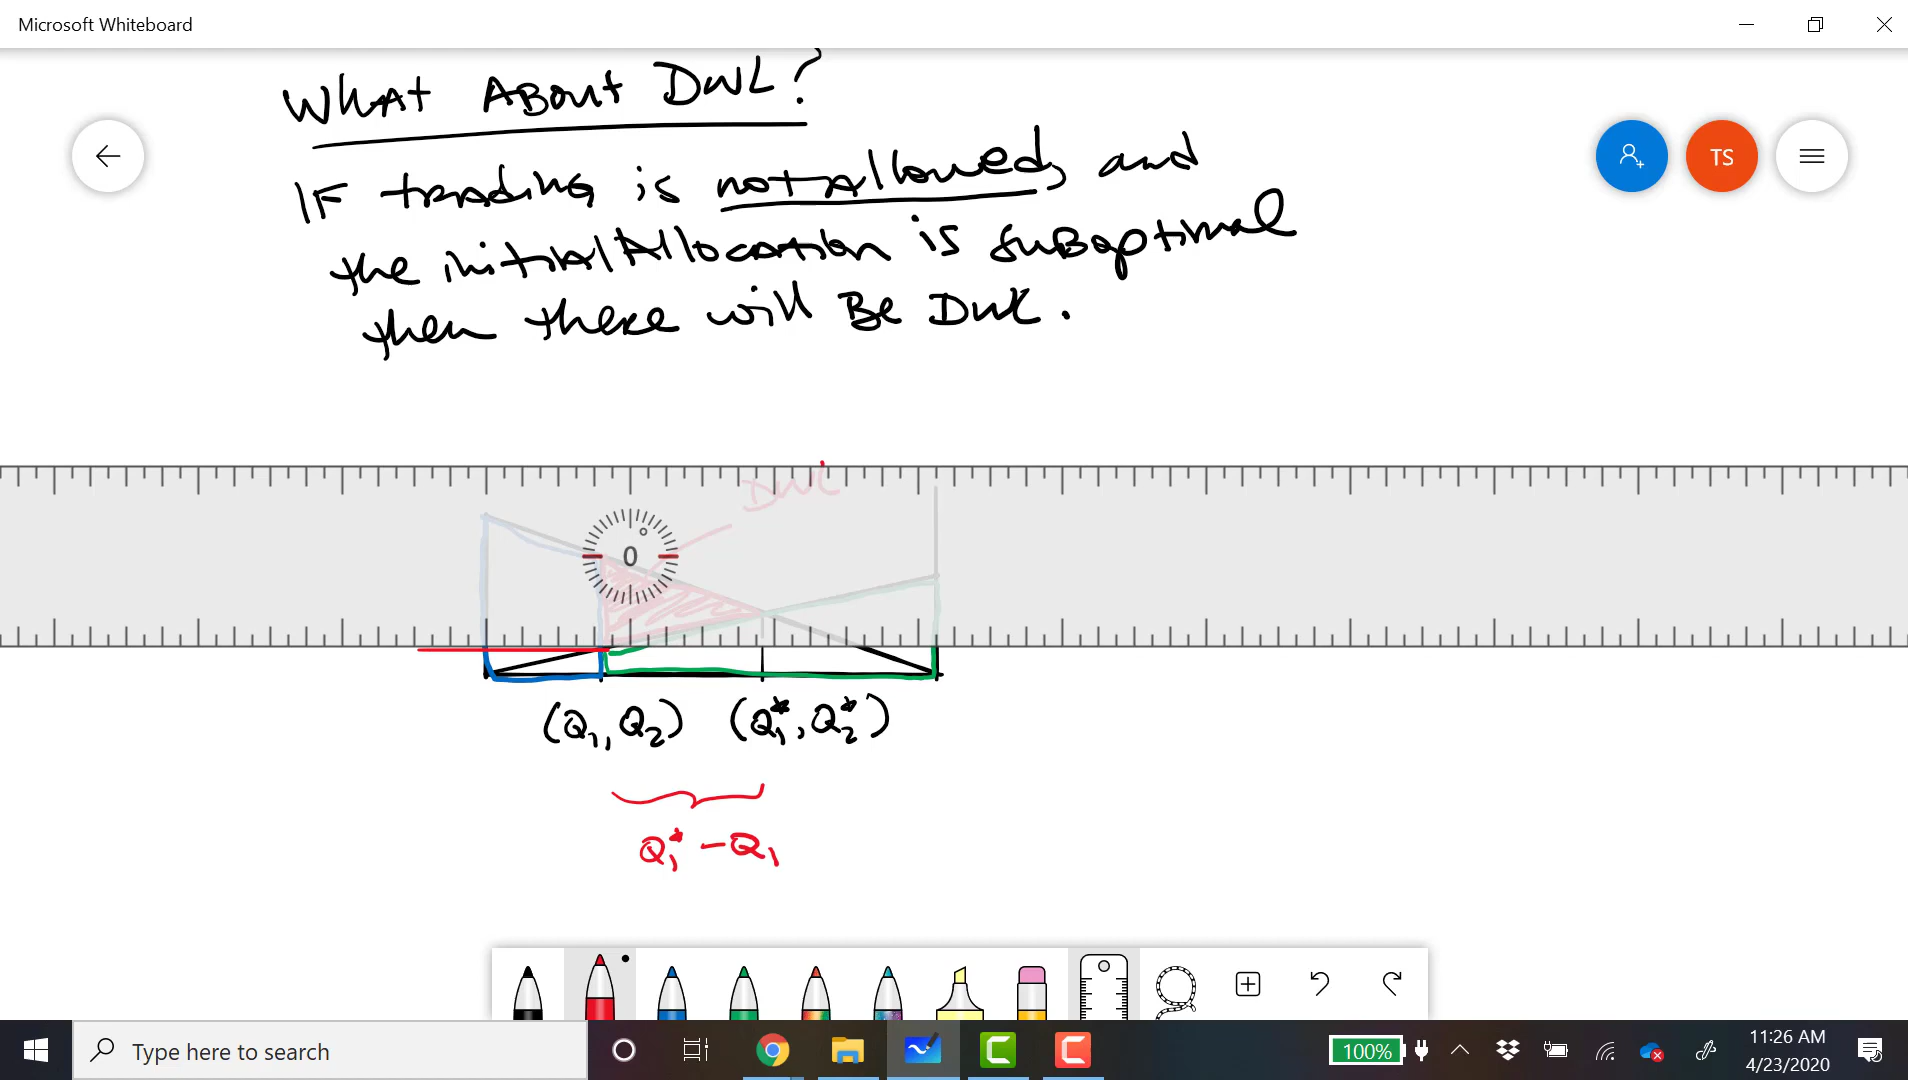 Microsoft Whiteboard
What About DWL?
TS
IF trading is not allowed, and
the initial Allocation is suboptimal
then there will Be DWL.
DWL
0°
(Q₁, Q₂) (Q₁*, Q₂*)
Q₁* - Q₁
Type here to search
100%
11:26 AM
4/23/2020